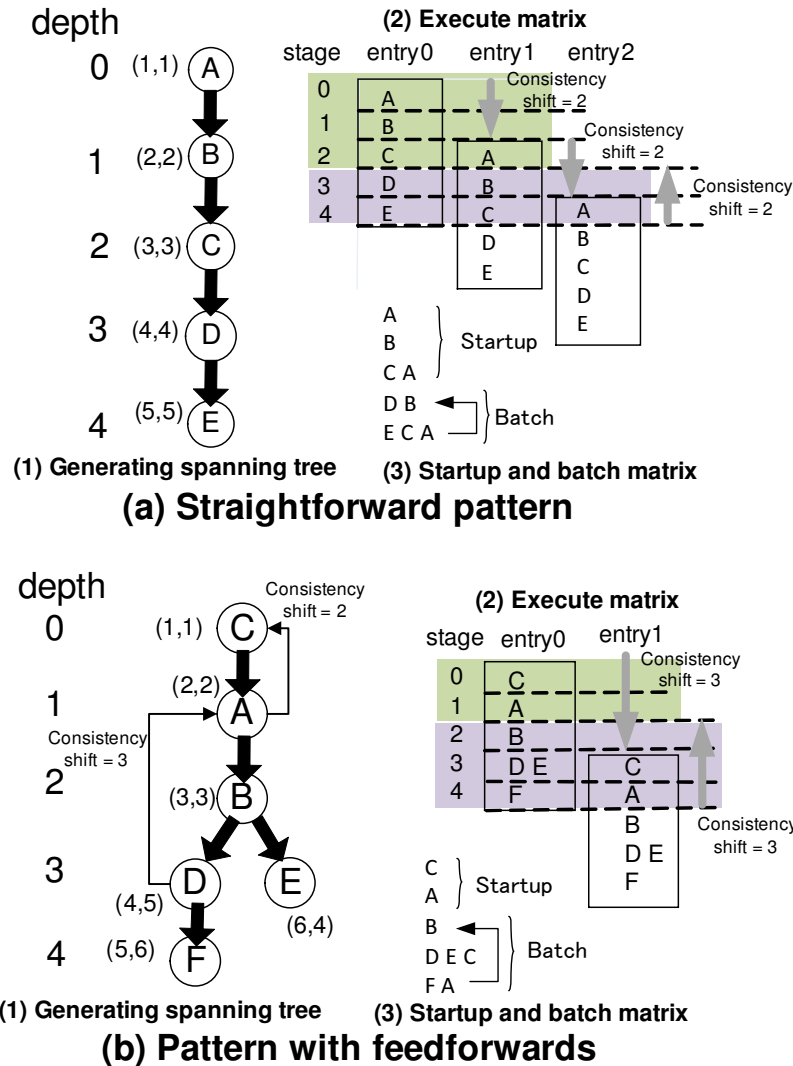 depth
(2) Execute matrix
stage entry0 entry1 entry2
0 (1,1) A
1 (2,2) B
2 (3,3) C
3 (4,4) D
4 (5,5) E
0 A
1 B
2 C A
3 D B
4 E C A
D B
E C
D
E
Consistency
shift = 2
Consistency
shift = 2
Consistency
shift = 2
A
B
C A
Startup
D B
E C A
Batch
(1) Generating spanning tree
(3) Startup and batch matrix
(a) Straightforward pattern
depth
0 (1,1) C
1 (2,2) A
2 (3,3) B
3 D E
(4,5) (6,4)
4 (5,6) F
Consistency
shift = 2
Consistency
shift = 3
(2) Execute matrix
stage entry0 entry1
0 C
1 A
2 B
3 D E C
4 F A
B
D E
F
Consistency
shift = 3
Consistency
shift = 3
C
A
Startup
B
D E C
F A
Batch
(1) Generating spanning tree
(3) Startup and batch matrix
(b) Pattern with feedforwards